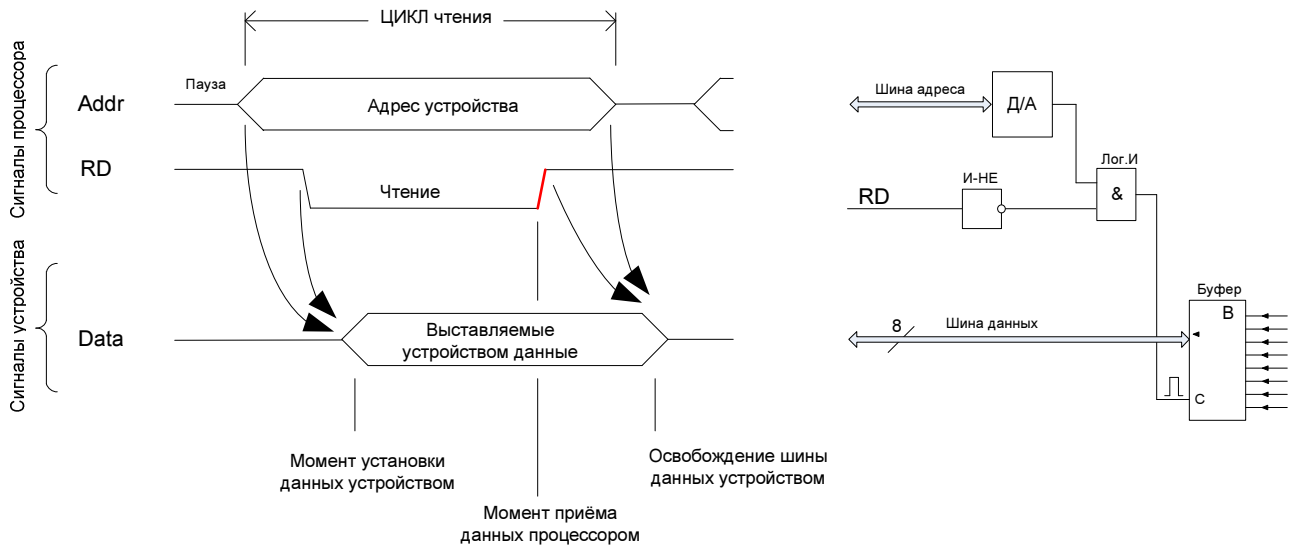 ЦИКЛ чтения
Сигналы процессора
Пауза
Addr
Адрес устройства
RD
Чтение
Сигналы устройства
Data
Выставляемые
устройством данные
Момент установки
данных устройством
Момент приёма
данных процессором
Освобождение шины
данных устройством
Шина адреса
Д/А
Лог.И
&
И-НЕ
RD
Буфер
B
8
Шина данных
C